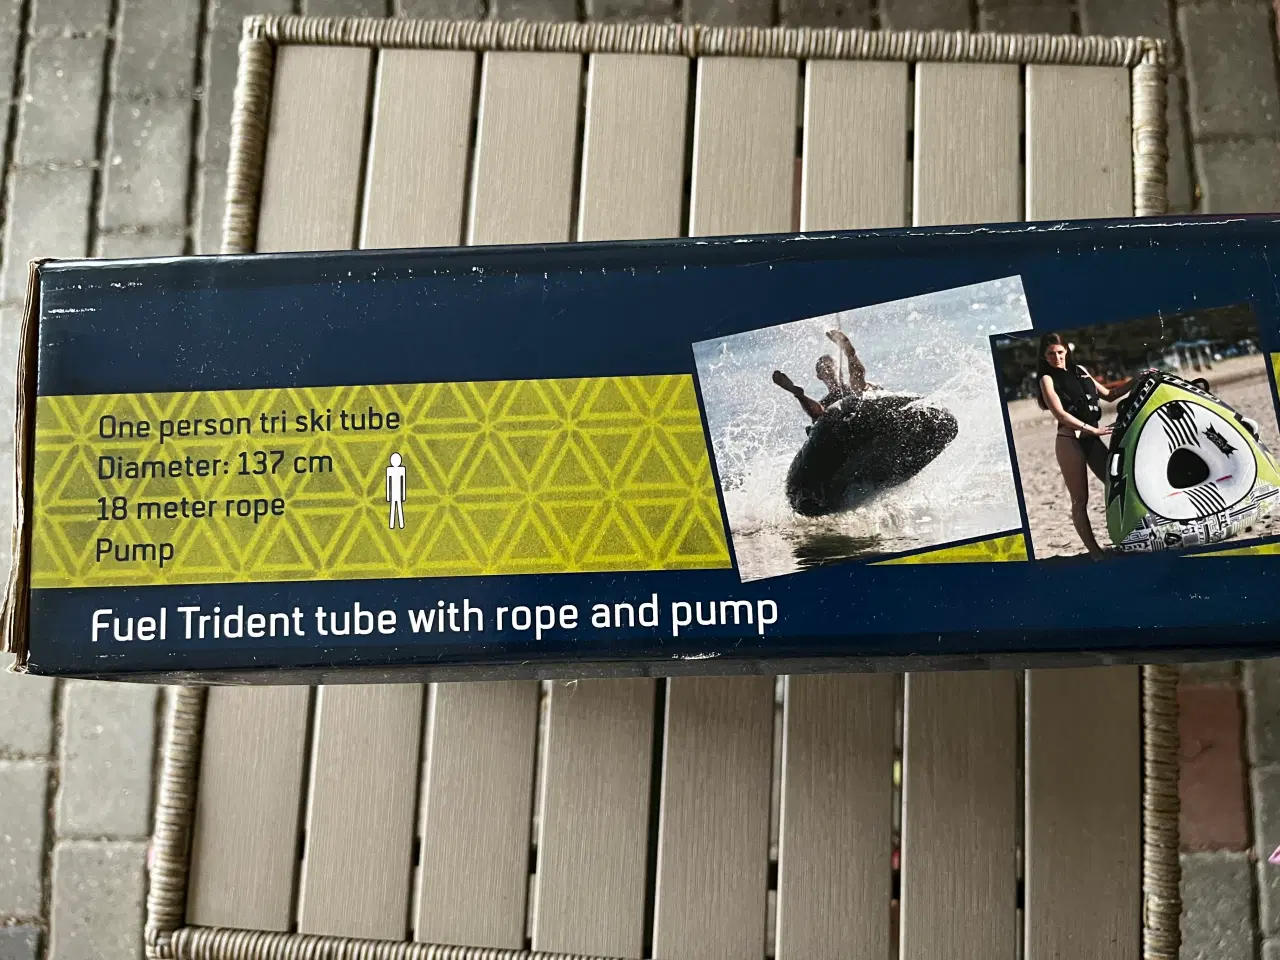 One person tri ski tube
Diameter: 137 cm
18 meter rope
Pump
Fuel Trident tube with rope and pump